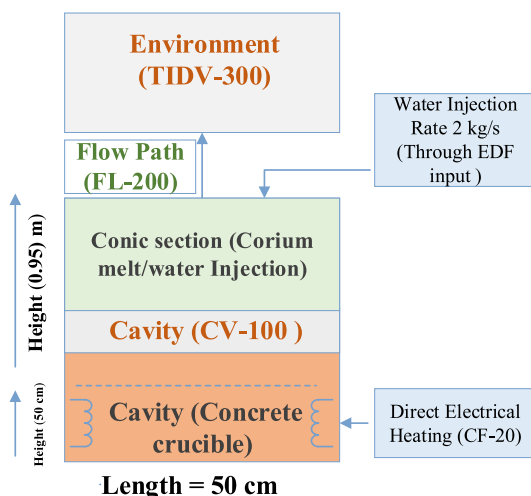 Environment
(TIDV-300)
Water Injection
Rate 2 kg/s
(Through EDF
input )
Flow Path
(FL-200)
Conic section (Corium
melt/water Injection)
Height (0.95) m)
Cavity (CV-100 )
Cavity (Concrete
crucible)
Height (50 cm)
Direct Electrical
Heating (CF-20)
Length = 50 cm